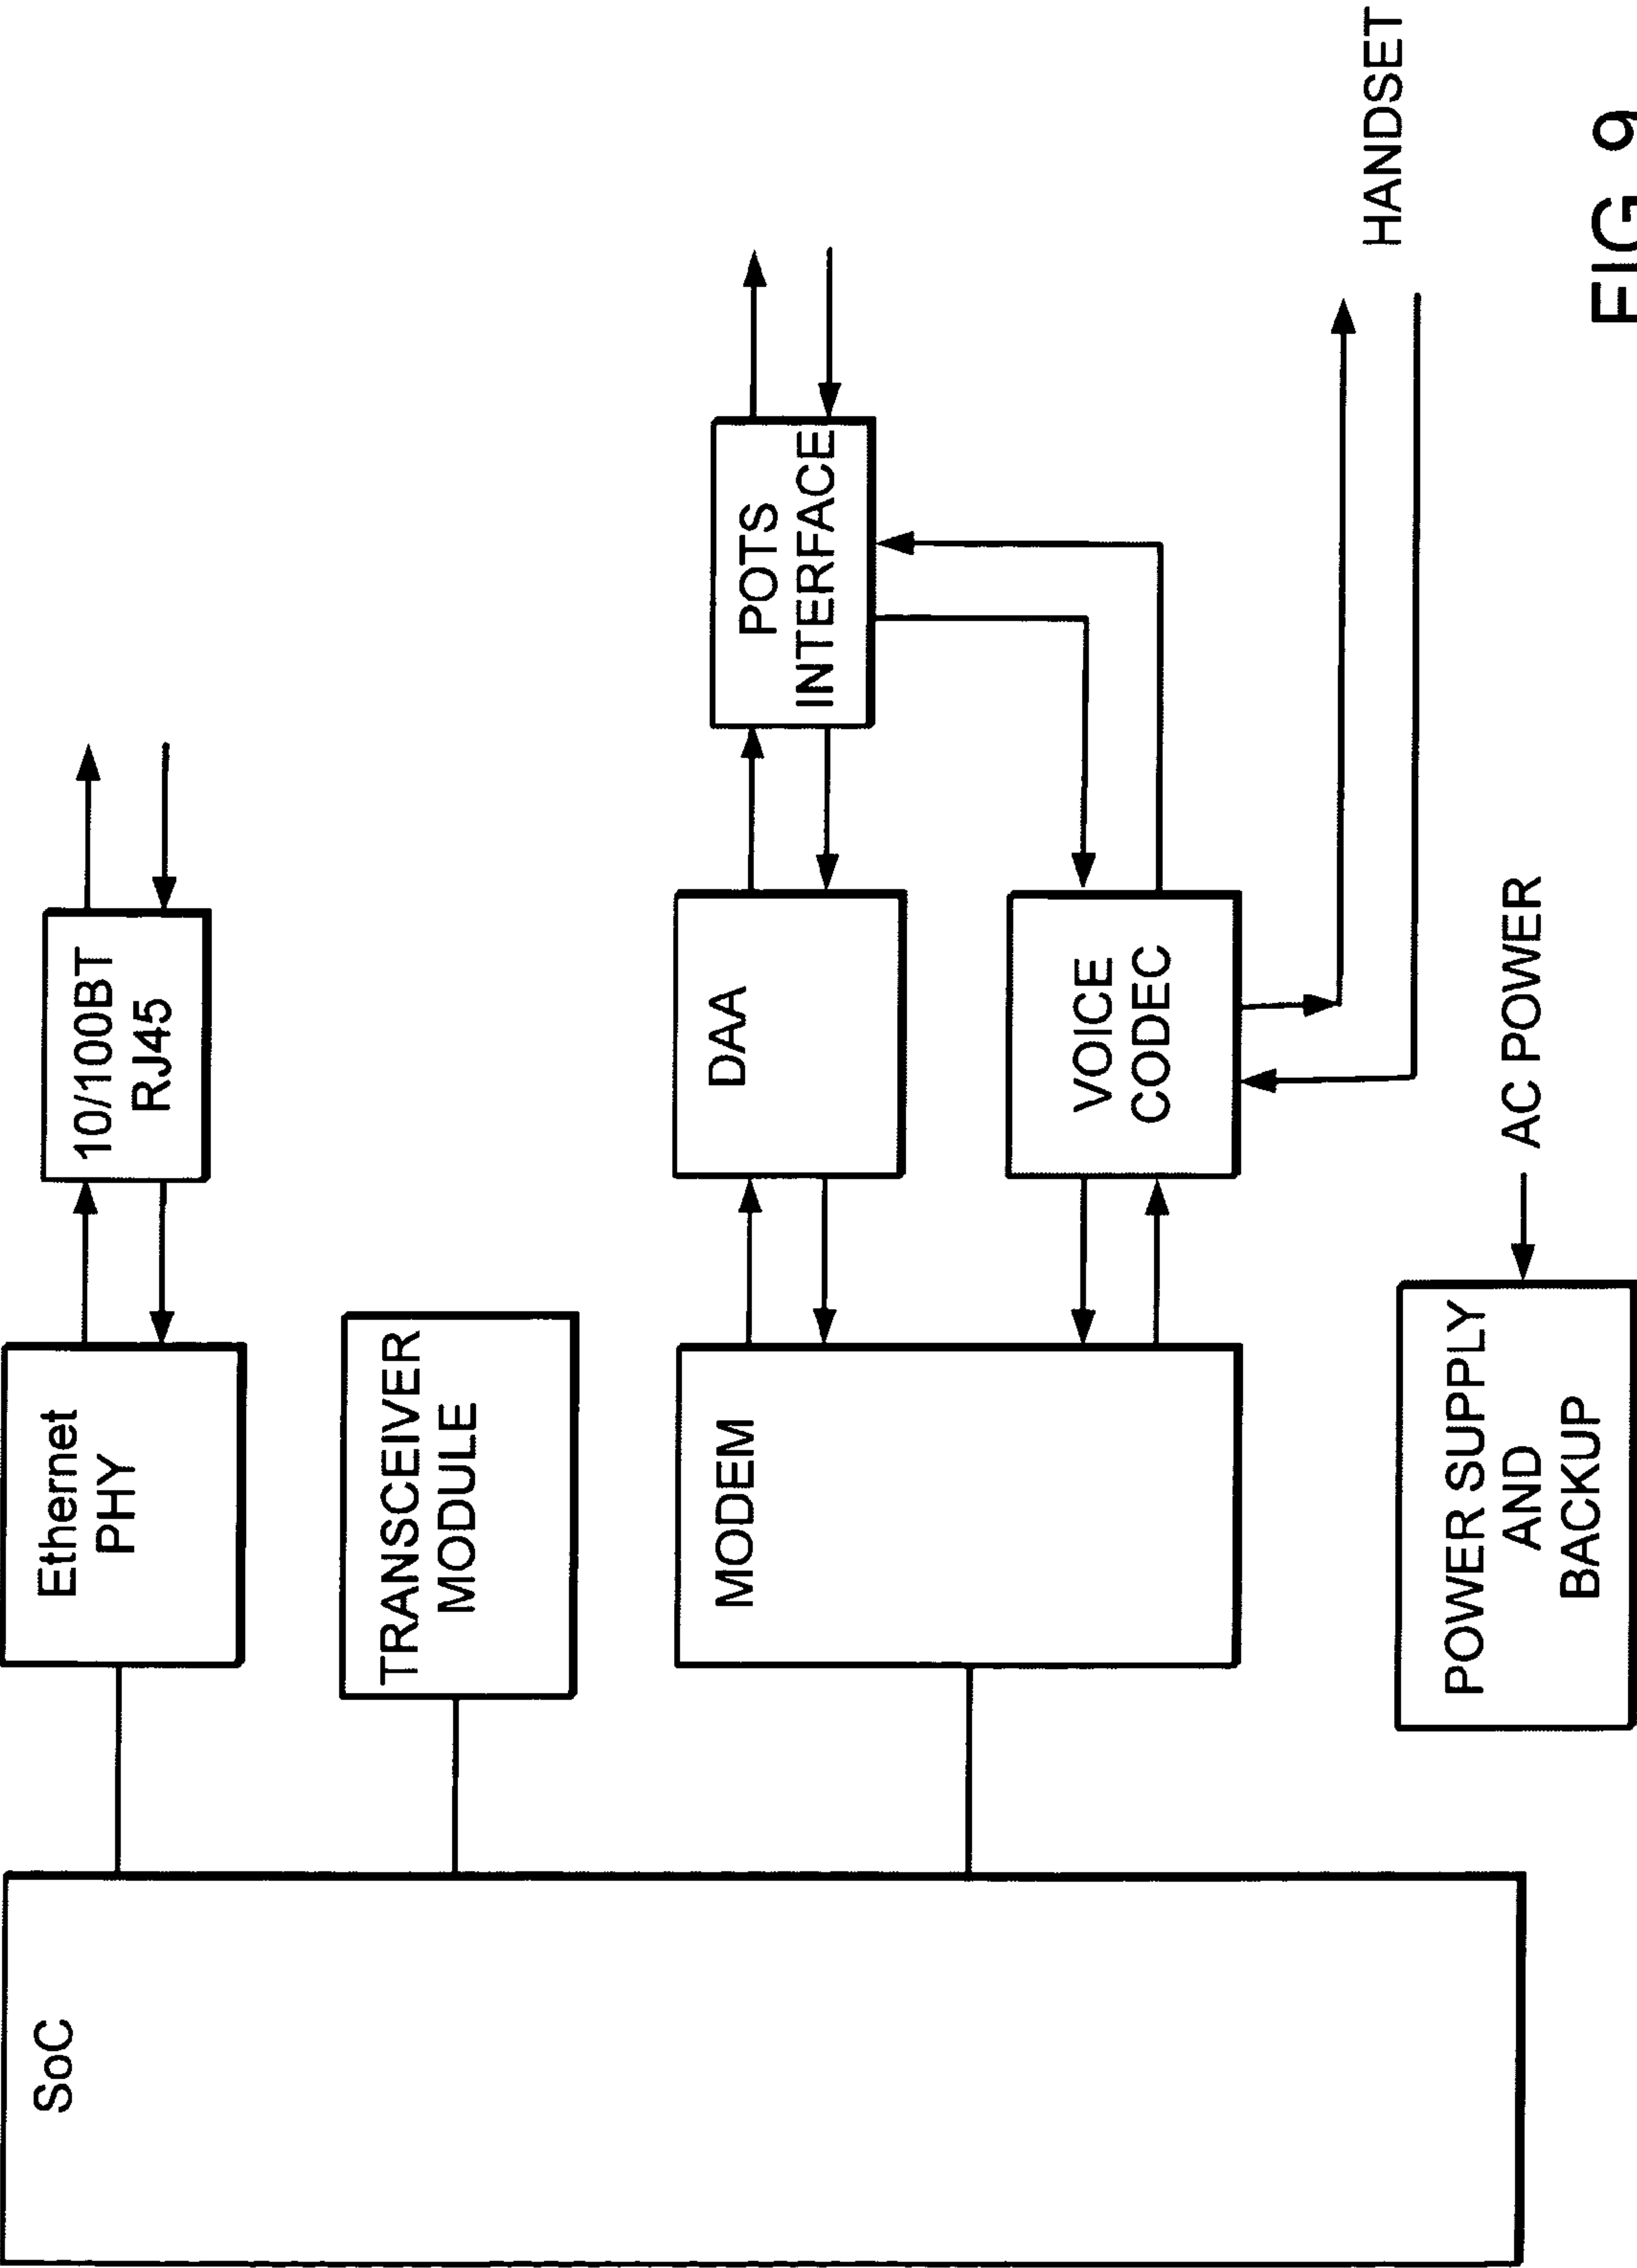 SoC
Ethernet
PHY
10/100BT
RJ45
TRANSCEIVER
MODULE
MODEM
DAA
POTS
INTERFACE
VOICE
CODEC
HANDSET
POWER SUPPLY
AND
BACKUP
AC POWER
FIG 9